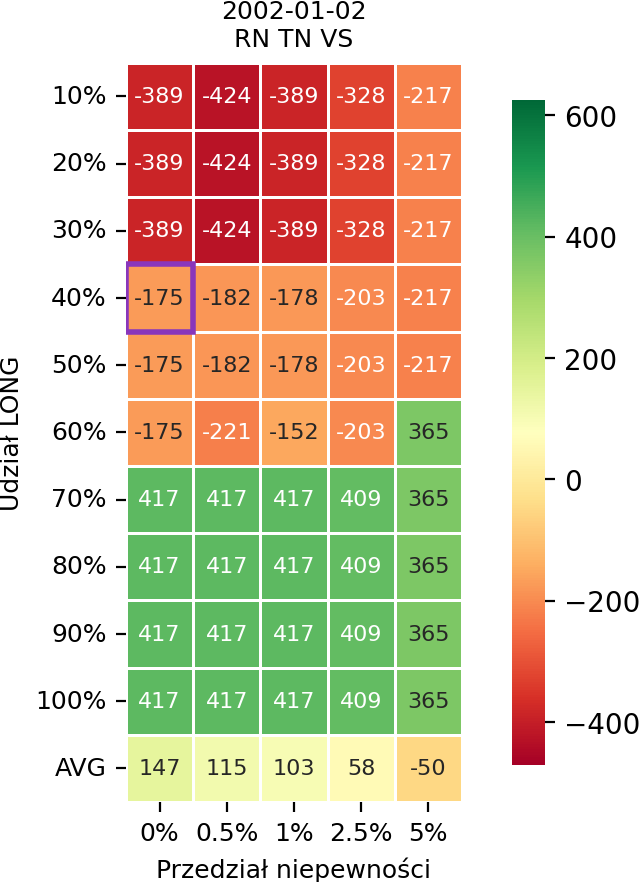 2002-01-02
RN TN VS
10% -389 -424 -389 -328 -217
20% -389 -424 -389 -328 -217
30% -389 -424 -389 -328 -217
40% -175 -182 -178 -203 -217
50% -175 -182 -178 -203 -217
60% -175 -221 -152 -203 365
70% 417 417 417 409 365
80% 417 417 417 409 365
90% 417 417 417 409 365
100% 417 417 417 409 365
AVG 147 115 103 58 -50
0% 0.5% 1% 2.5% 5%
Przedział niepewności
Udział LONG
600
400
200
0
−200
−400